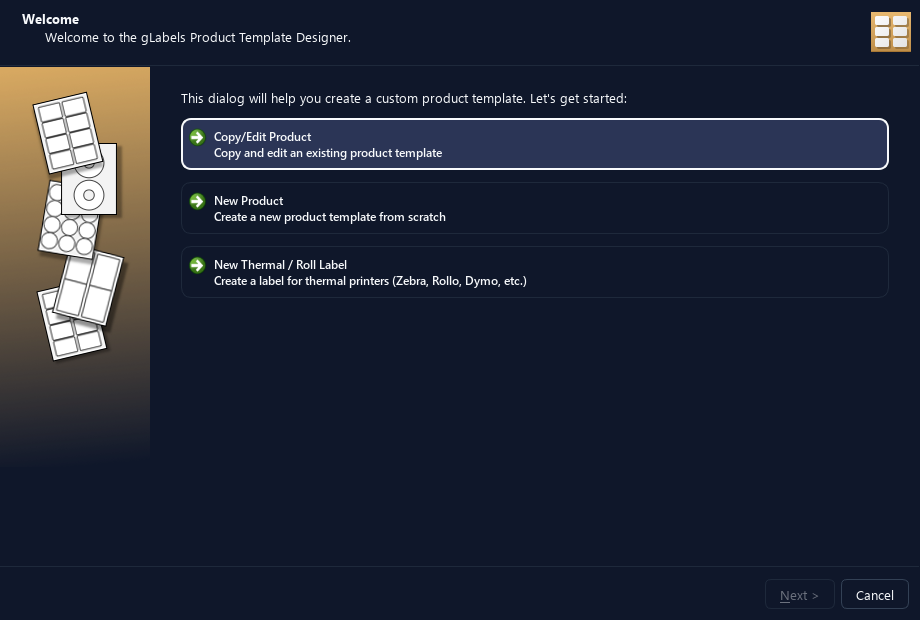 Welcome
Welcome to the gLabels Product Template Designer.
This dialog will help you create a custom product template. Let's get started:
Copy/Edit Product
Copy and edit an existing product template
New Product
Create a new product template from scratch
New Thermal / Roll Label
Create a label for thermal printers (Zebra, Rollo, Dymo, etc.)
Next >
Cancel